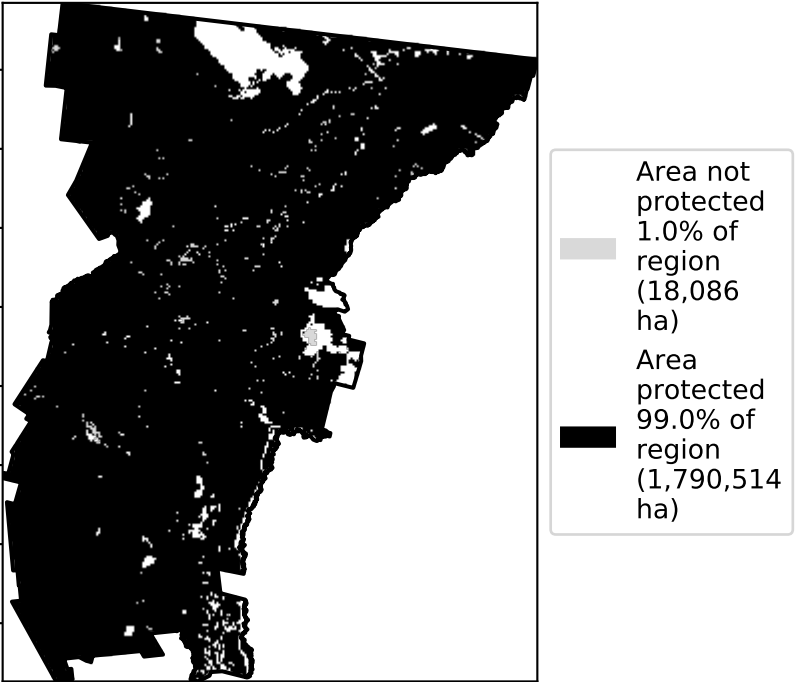 Area not
protected
1.0% of
region
(18,086
ha)
Area
protected
99.0% of
region
(1,790,514
ha)